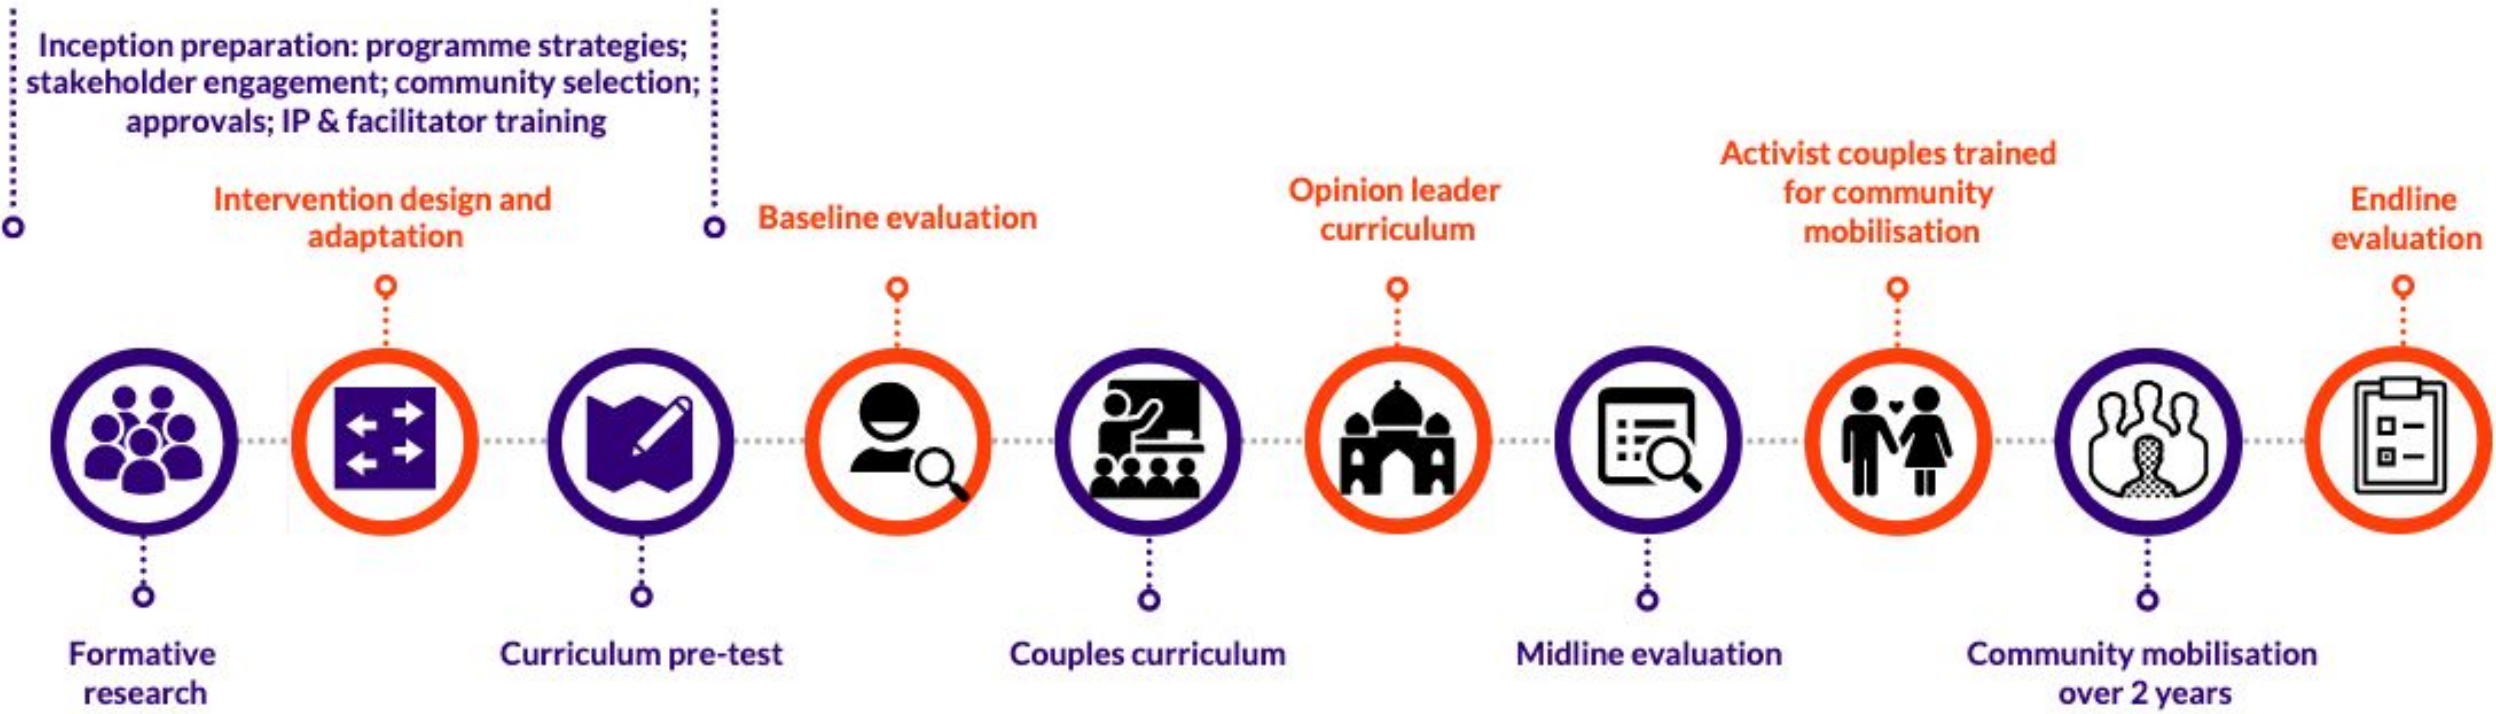 Inception preparation: programme strategies;
stakeholder engagement; community selection;
approvals; IP & facilitator training
Formative
research
Intervention design and
adaptation
Curriculum pre-test
Baseline evaluation
Couples curriculum
Opinion leader
curriculum
Midline evaluation
Activist couples trained
for community
mobilisation
Community mobilisation
over 2 years
Endline
evaluation